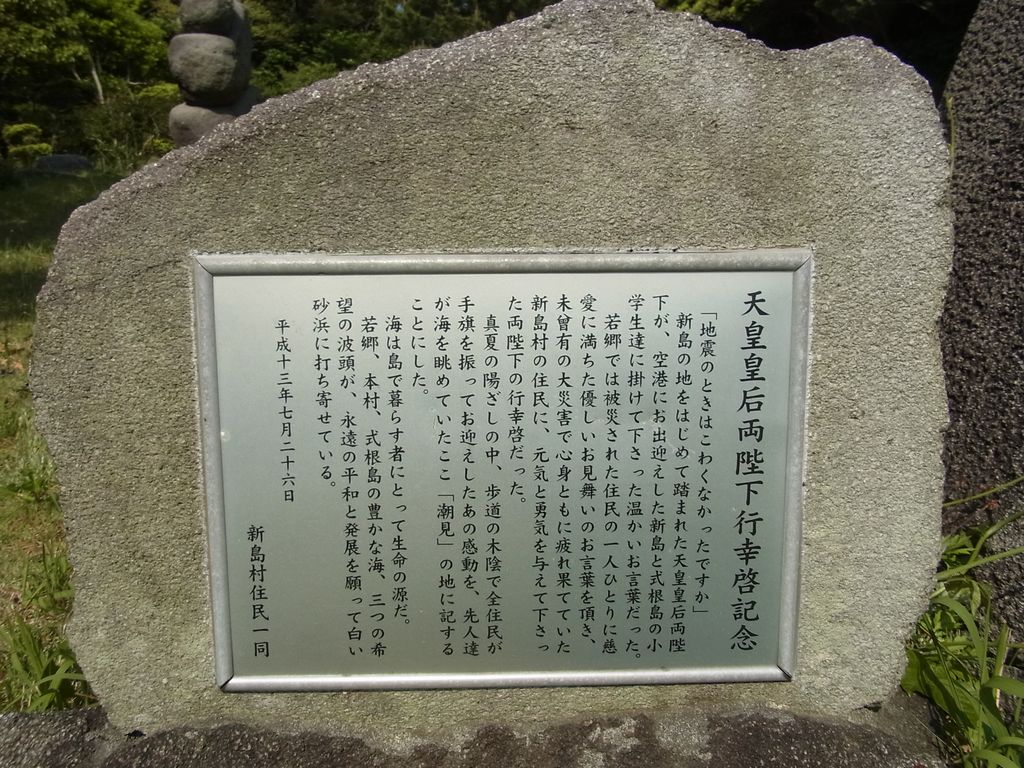 天皇皇后両陛下行幸啓記念
「地震のときはこわくなかったですか」
新島の地をはじめて踏まれた天皇皇后両陛
下が、空港にお出迎えした新島と式根島の小
学生達に掛けて下さった温かいお言葉だった。
若郷では被災された住民の一人ひとりに慈
愛に満ちた優しいお見舞いのお言葉を頂き、
未曾有の大災害で心身ともに疲れ果てていた
新島村の住民に、元気と勇気を与えて下さっ
た両陛下の行幸啓だった。
真夏の陽ざしの中、歩道の木陰で全住民が
手旗を振ってお迎えしたあの感動を、先人達
が海を眺めていたここ「潮見」の地に記する
ことにした。
海は島で暮らす者にとって生命の源だ。
若郷、本村、式根島の豊かな海、三つの希
望の波頭が、永遠の平和と発展を願って白い
砂浜に打ち寄せている。
平成十三年七月二十六日
新島村住民一同